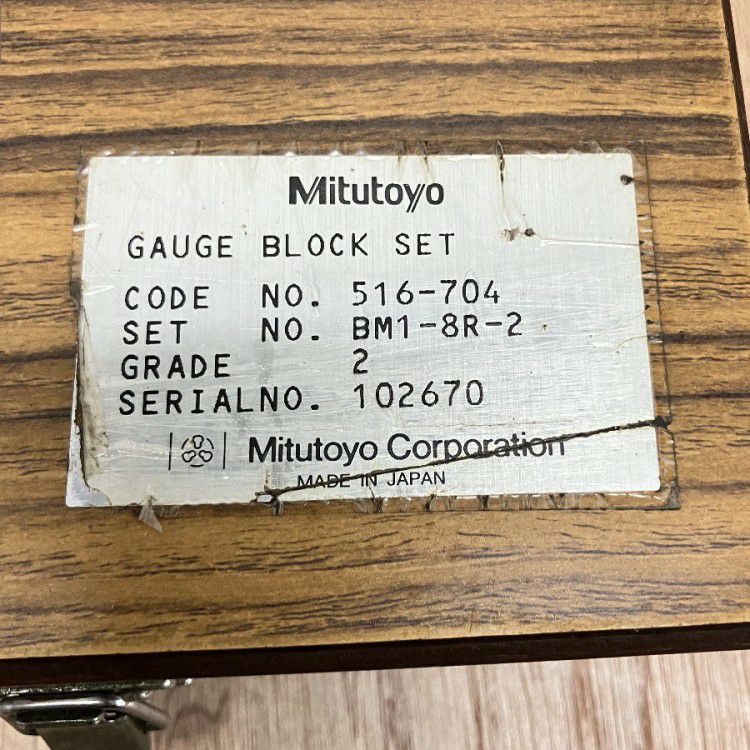 Mitutoyo
GAUGE BLOCK SET
CODE NO. 516-704
SET NO. BM1-8R-2
GRADE 2
SERIALNO. 102670
Mitutoyo Corporation
MADE IN JAPAN